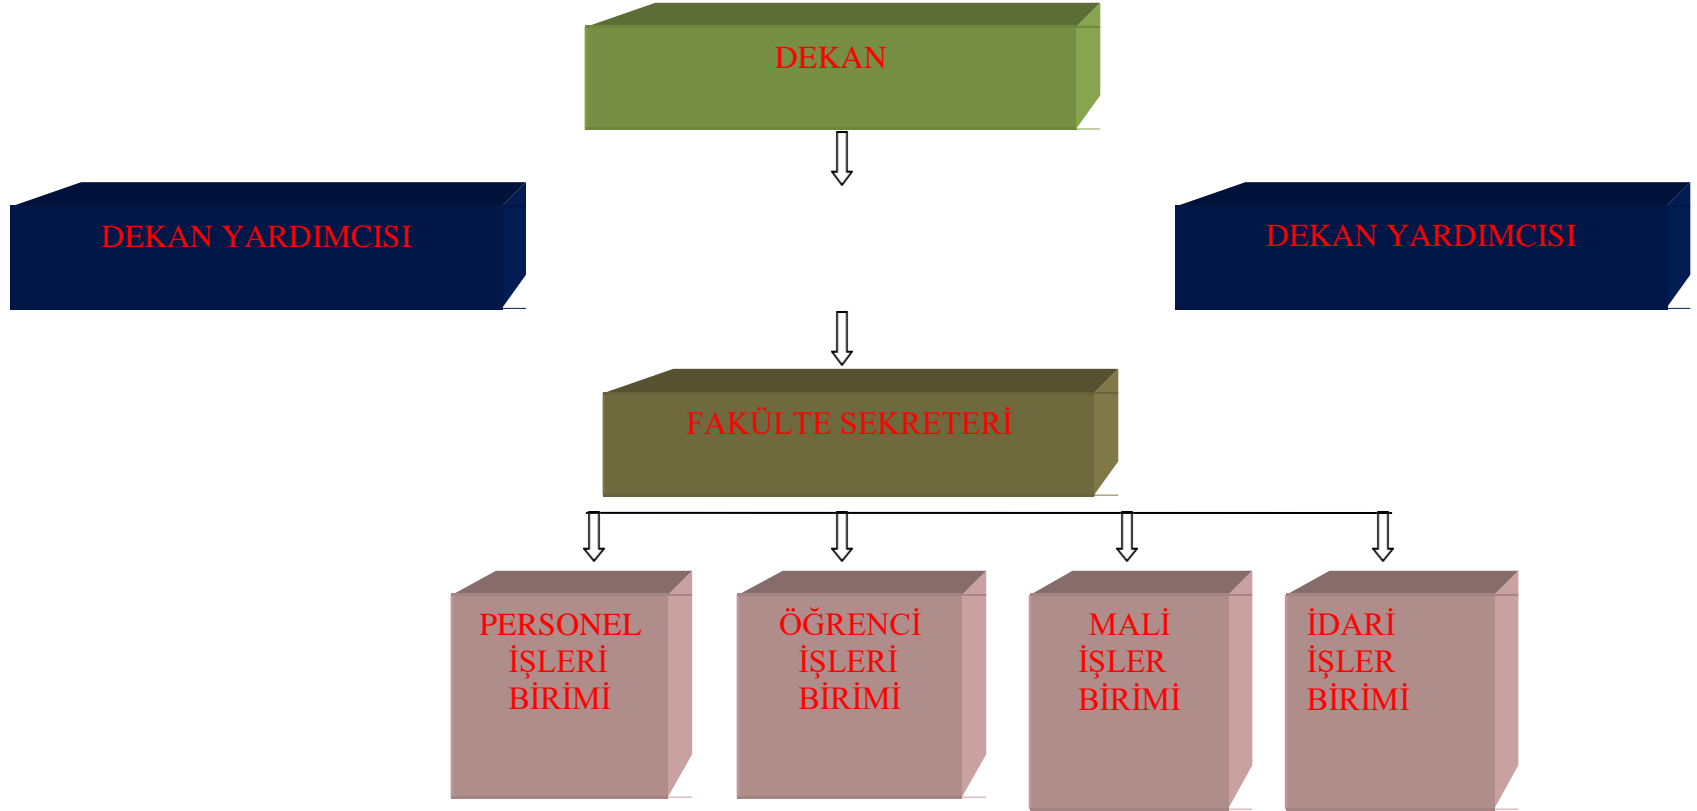 DEKAN
DEKAN YARDIMCISI
DEKAN YARDIMCISI
FAKÜLTE SEKRETERİ
PERSONEL
İŞLERİ
BİRİMİ
ÖĞRENCİ
İŞLERİ
BİRİMİ
MALİ
İŞLER
BİRİMİ
İDARİ
İŞLER
BİRİMİ